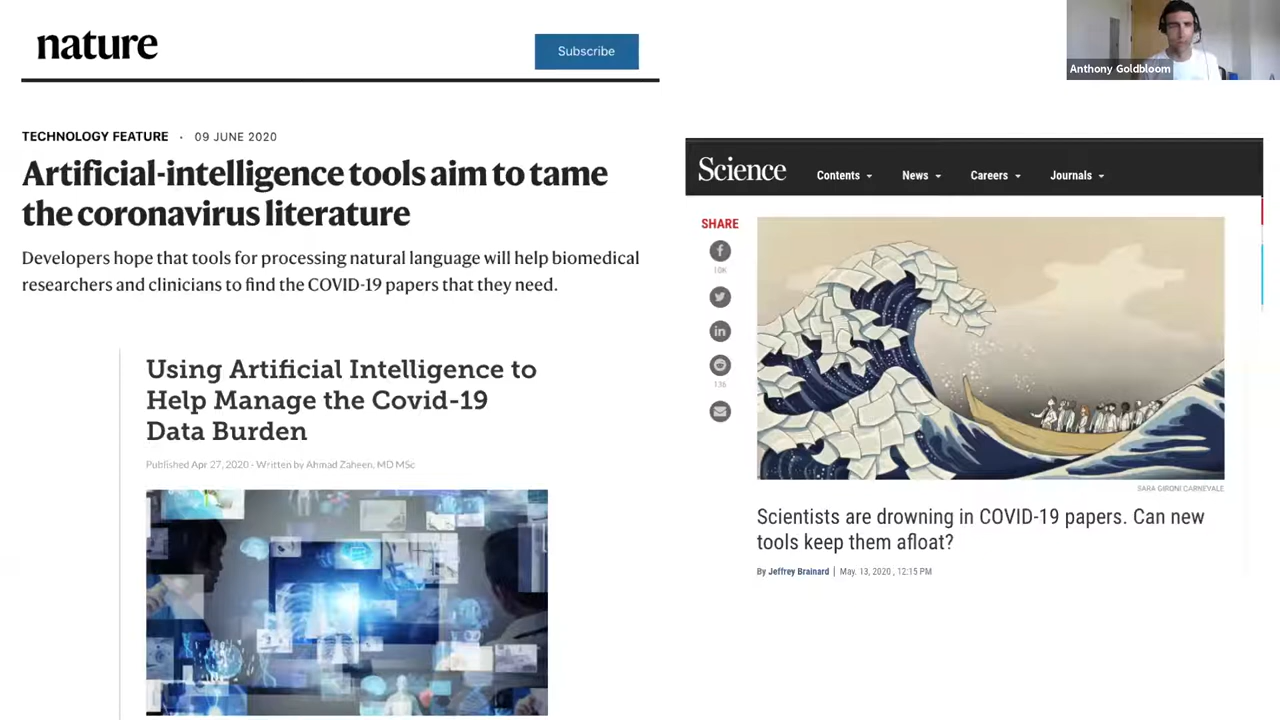 nature
Subscribe
TECHNOLOGY FEATURE · 09 JUNE 2020
Artificial-intelligence tools aim to tame
the coronavirus literature
Developers hope that tools for processing natural language will help biomedical
researchers and clinicians to find the COVID-19 papers that they need.
Using Artificial Intelligence to
Help Manage the Covid-19
Data Burden
Published Apr 27, 2020 - Written by Ahmad Zaheen, MD MSc
Anthony Goldbloom
Science
Contents
News
Careers
Journals
SHARE
10K
136
SARA GIRONI CARNEVALE
Scientists are drowning in COVID-19 papers. Can new
tools keep them afloat?
By Jeffrey Brainard | May. 13, 2020 , 12:15 PM